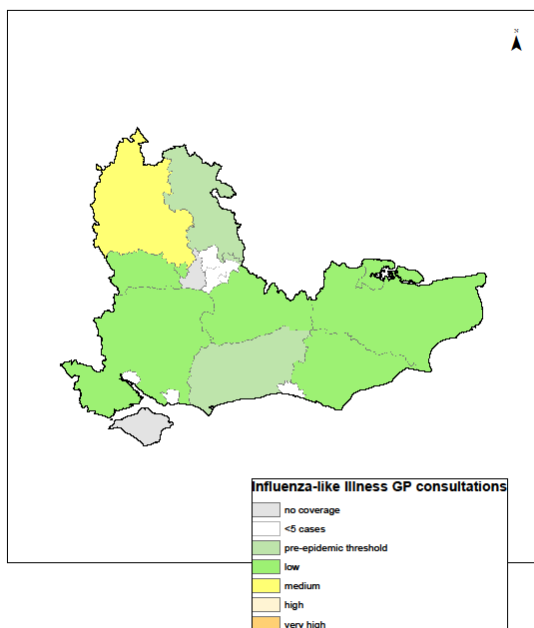 N
Influenza-like Illness GP consultations
no coverage
<5 cases
pre-epidemic threshold
low
medium
high
very high